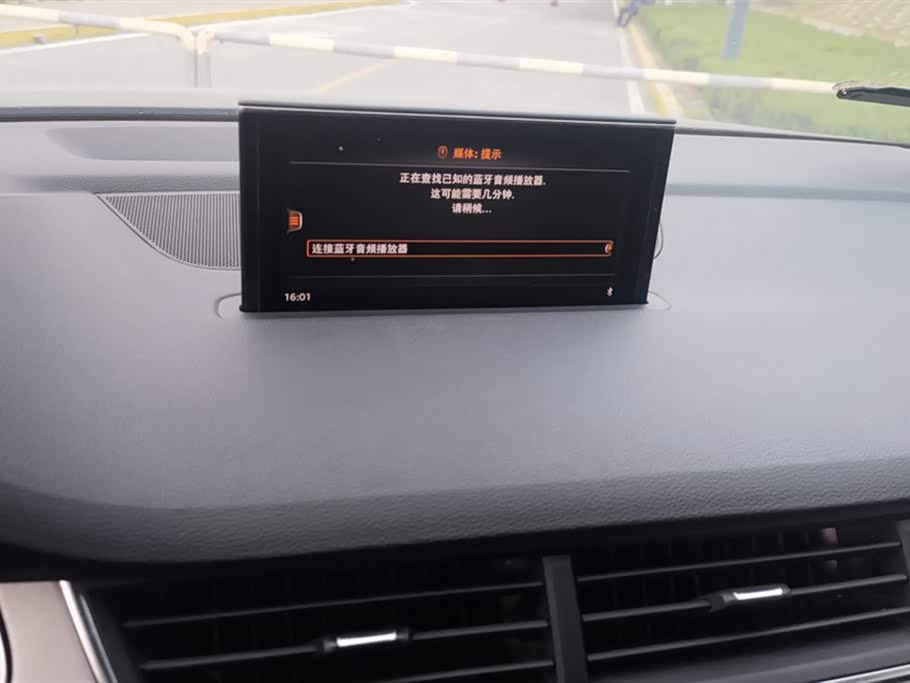 媒体: 提示
正在查找已知的蓝牙音频播放器.
这可能需要几分钟.
请稍候...
连接蓝牙音频播放器
16:01